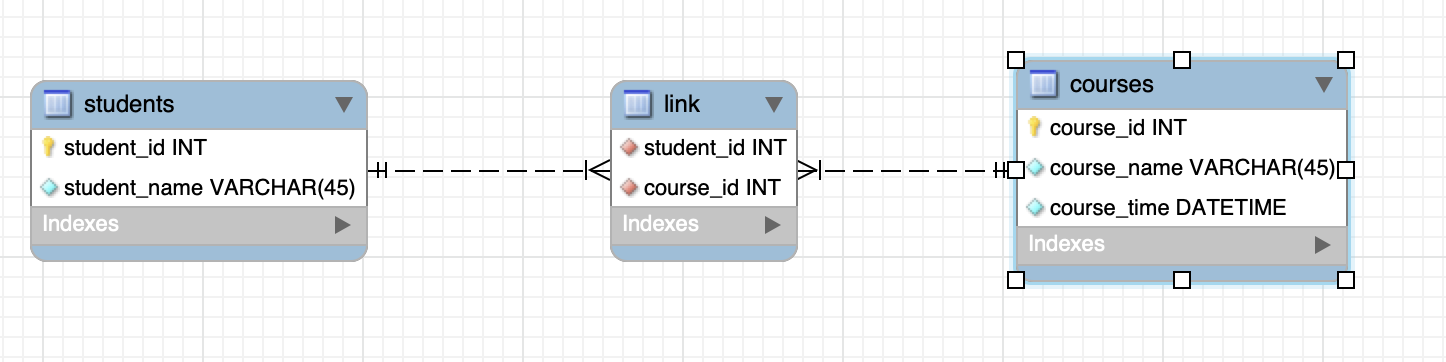 students
student_id INT
student_name VARCHAR(45)
Indexes
link
student_id INT
course_id INT
Indexes
courses
course_id INT
course_name VARCHAR(45)
course_time DATETIME
Indexes